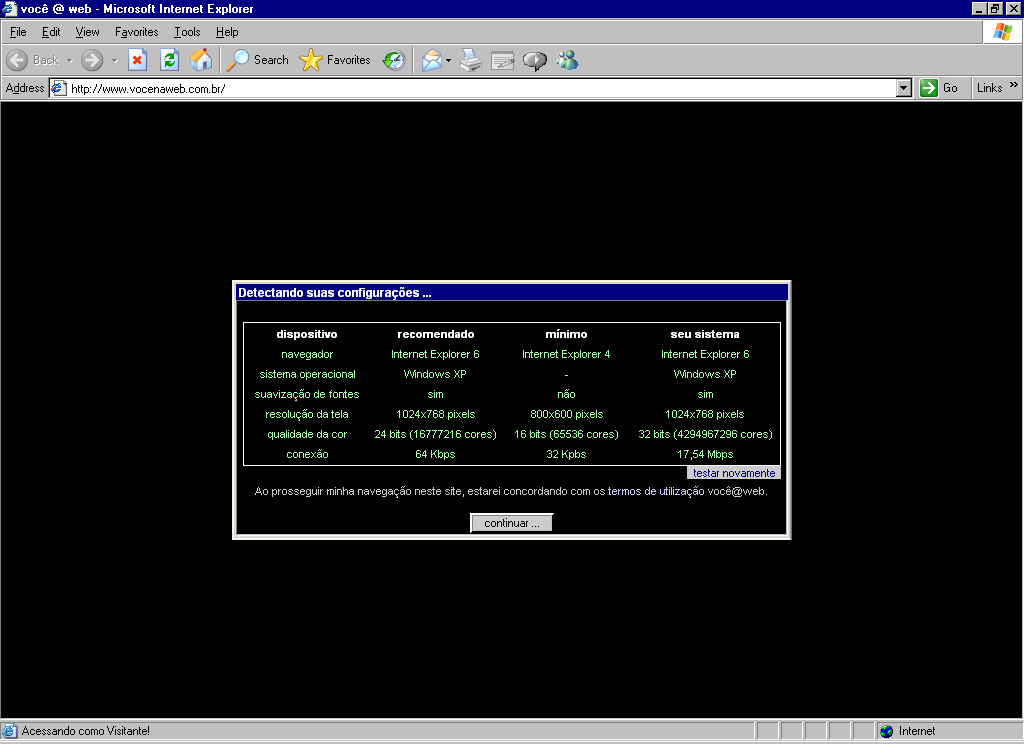 você @ web - Microsoft Internet Explorer
File Edit View Favorites Tools Help
Back Search Favorites
Address http://www.vocenaweb.com.br/ Go Links »
Detectando suas configurações ...
dispositivo recomendado mínimo seu sistema
navegador Internet Explorer 6 Internet Explorer 4 Internet Explorer 6
sistema operacional Windows XP - Windows XP
suavização de fontes sim não sim
resolução da tela 1024x768 pixels 800x600 pixels 1024x768 pixels
qualidade da cor 24 bits (16777216 cores) 16 bits (65536 cores) 32 bits (4294967296 cores)
conexão 64 Kbps 32 Kpbs 17,54 Mbps
testar novamente
Ao prosseguir minha navegação neste site, estarei concordando com os termos de utilização você@web.
continuar ...
Acessando como Visitante! Internet